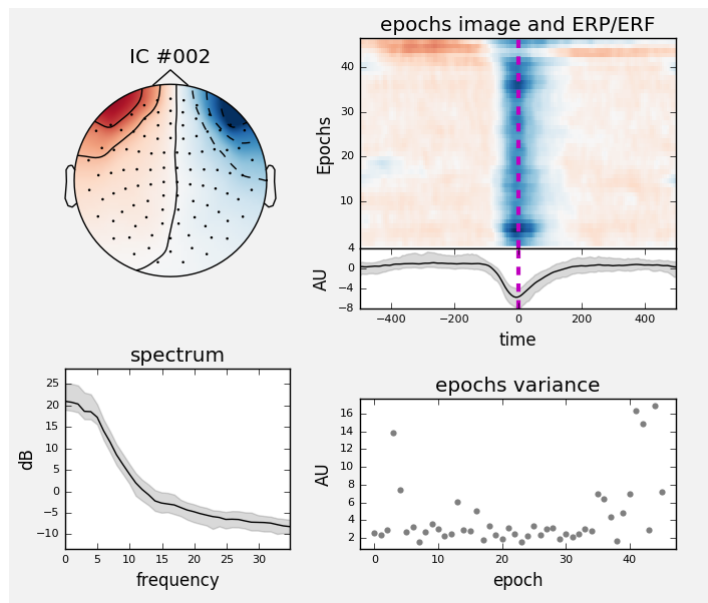 IC #002
epochs image and ERP/ERF
Epochs
40
30
20
10
AU
4
0
−4
−8
−400 −200 0 200 400
time
spectrum
dB
25
20
15
10
5
0
−5
−10
0 5 10 15 20 25 30
frequency
epochs variance
AU
16
14
12
10
8
6
4
2
0 10 20 30 40
epoch